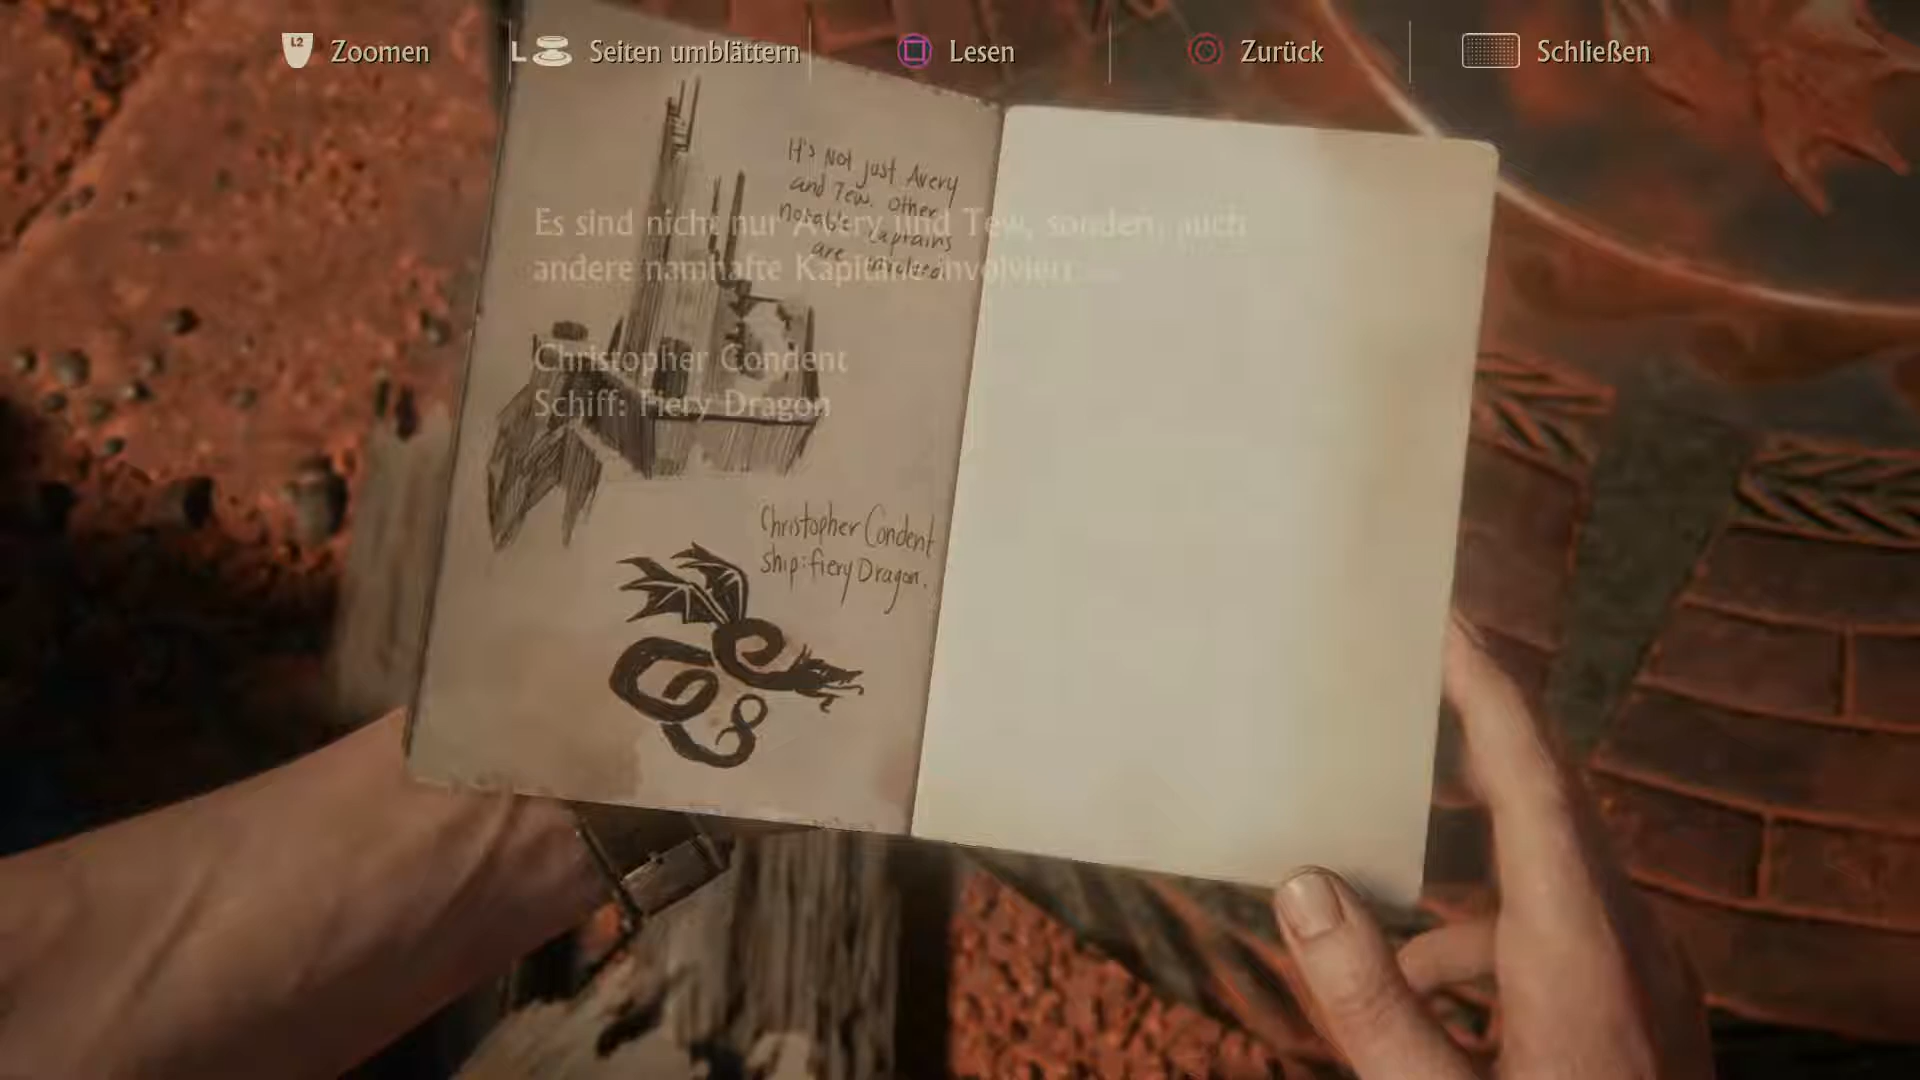 L2 Zoomen
L Seiten umblättern
Lesen
Zurück
Schließen
It's Not just Avery
and Tew. Other
notable captains
are involved.
Es sind nicht nur Avery und Tew, sondern auch
andere namhafte Kapitäne involviert ...
Christopher Condent
Schiff: Fiery Dragon
Christopher Condent
ship: fiery Dragon.